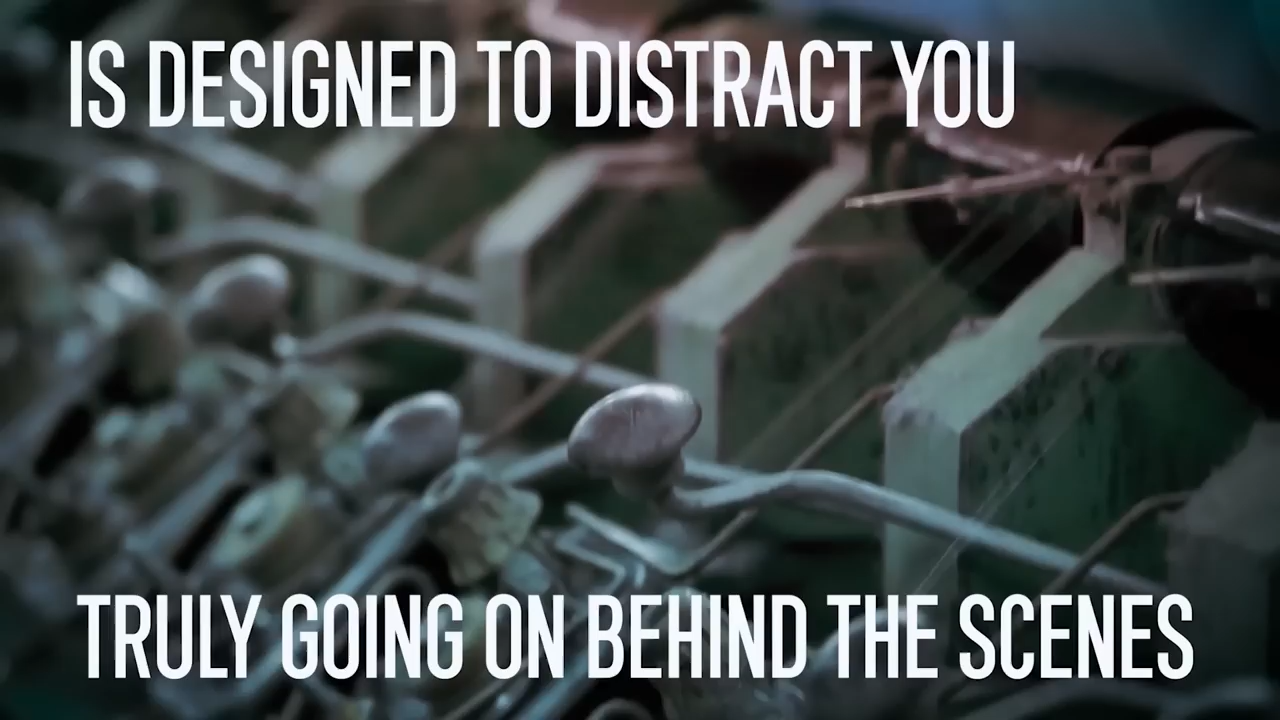 IS DESIGNED TO DISTRACT YOU
TRULY GOING ON BEHIND THE SCENES